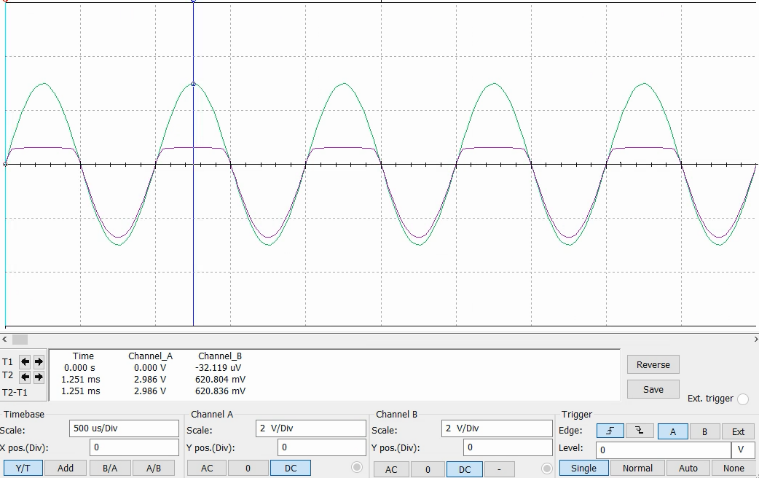 Time Channel_A Channel_B
T1 0.000 s 0.000 V -32.119 uV
T2 1.251 ms 2.986 V 620.804 mV
T2-T1 1.251 ms 2.986 V 620.836 mV
Reverse
Save
Ext. trigger
Timebase Channel A Channel B Trigger
Scale: 500 us/Div Scale: 2 V/Div Scale: 2 V/Div Edge: A B Ext
X pos.(Div): 0 Y pos.(Div): 0 Y pos.(Div): 0 Level: 0 V
Y/T Add B/A A/B AC 0 DC AC 0 DC - Single Normal Auto None